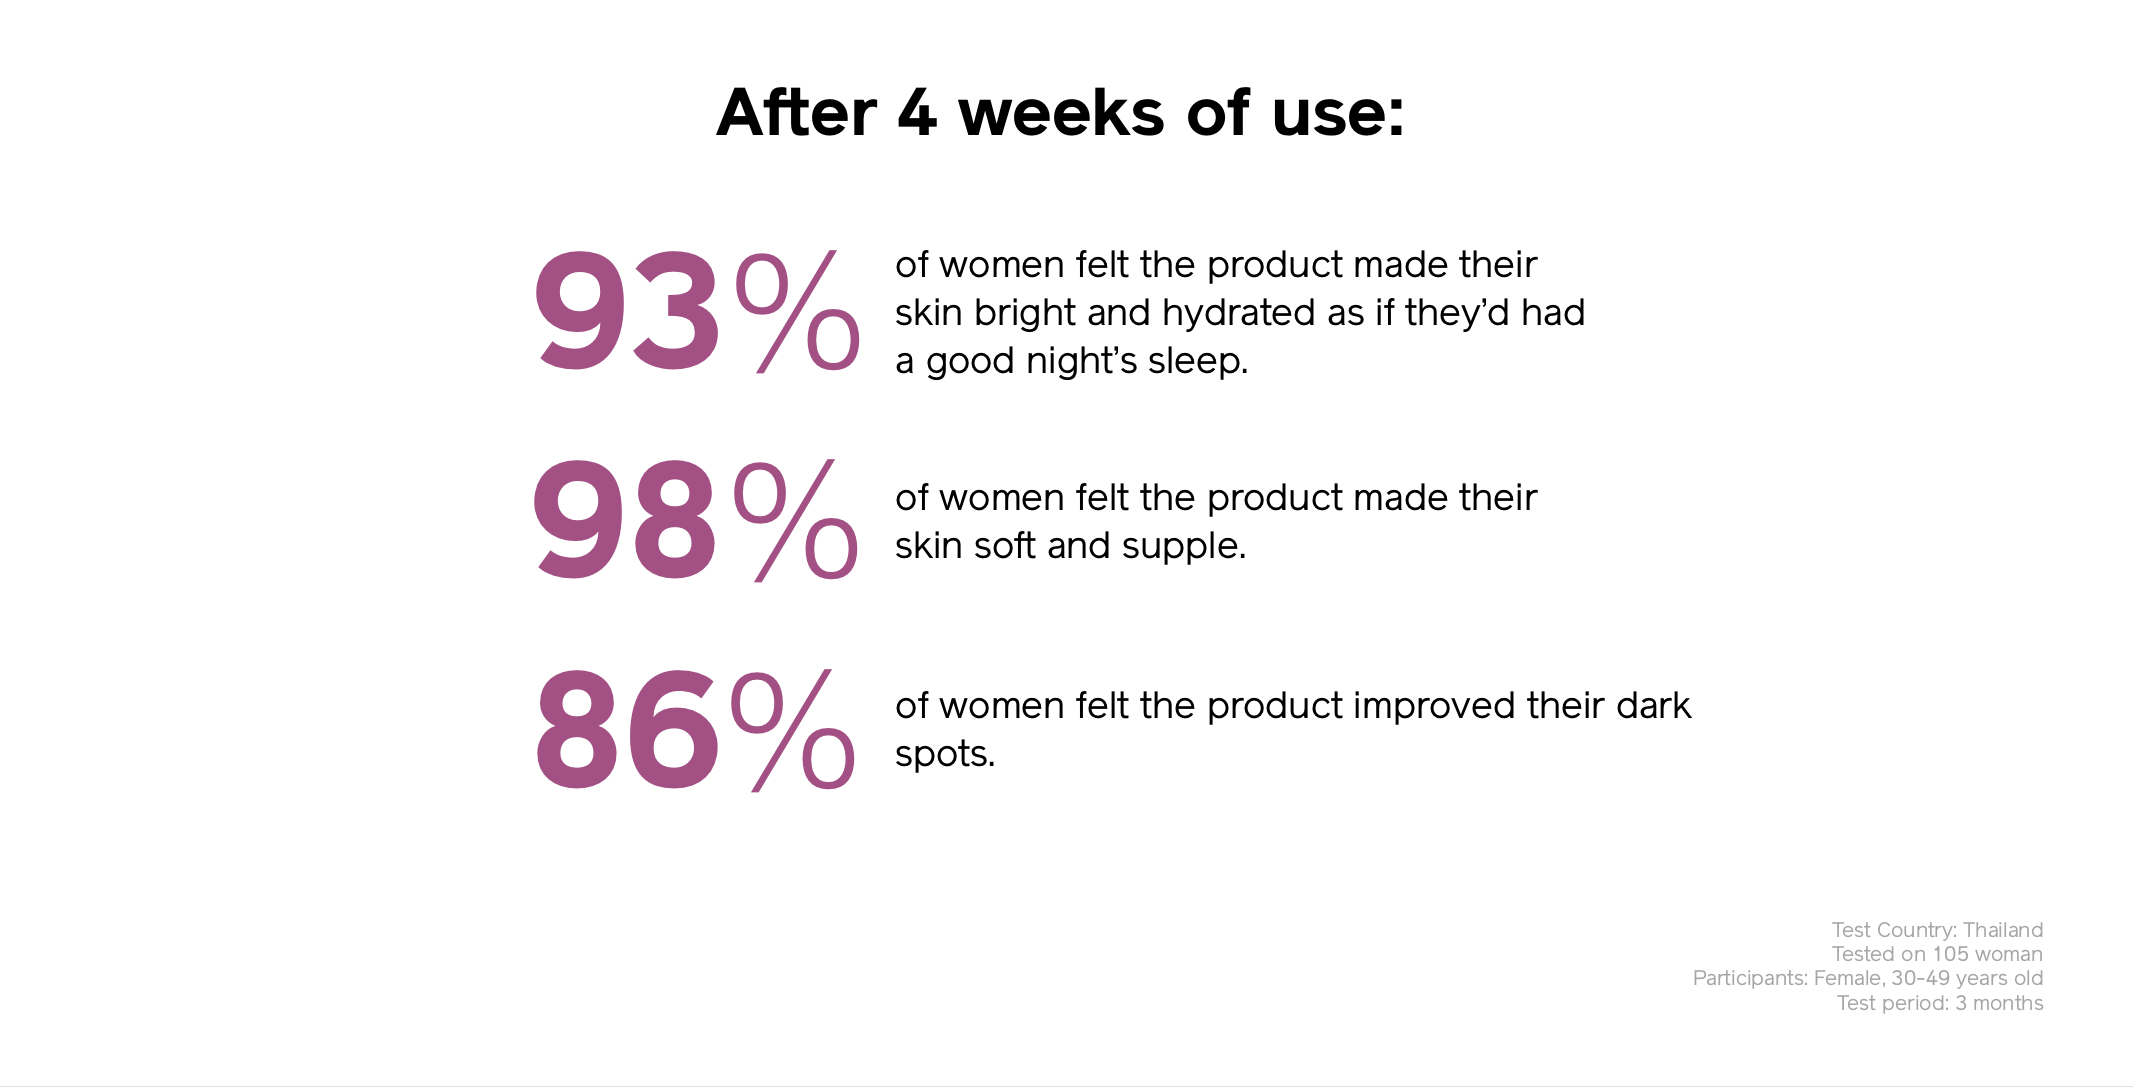 After 4 weeks of use:
93%
of women felt the product made their
skin bright and hydrated as if they’d had
a good night’s sleep.
98%
of women felt the product made their
skin soft and supple.
86%
of women felt the product improved their dark
spots.
Test Country: Thailand
Tested on 105 woman
Participants: Female, 30-49 years old
Test period: 3 months